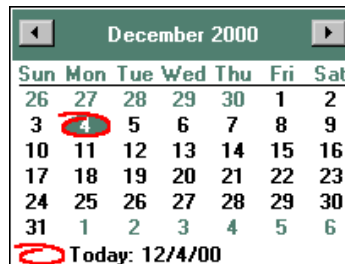 December 2000
Sun Mon Tue Wed Thu Fri Sat
26 27 28 29 30 1 2
3 4 5 6 7 8 9
10 11 12 13 14 15 16
17 18 19 20 21 22 23
24 25 26 27 28 29 30
31 1 2 3 4 5 6
Today: 12/4/00